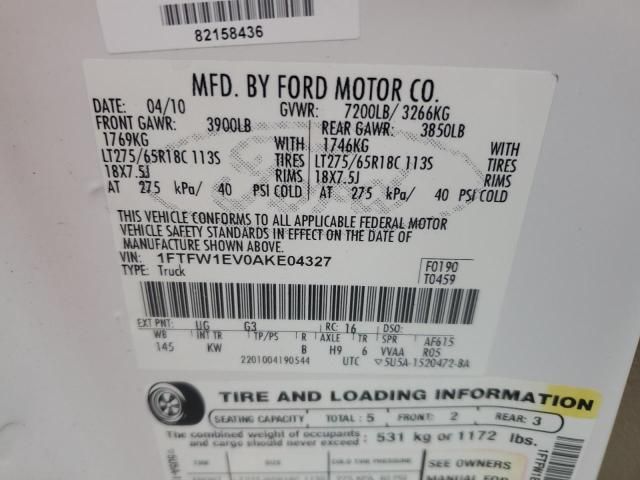 82158436
MFD. BY FORD MOTOR CO.
DATE: 04/10 GVWR: 7200LB/ 3266KG
FRONT GAWR: 3900LB REAR GAWR: 3850LB
1769KG WITH 1746KG WITH
LT275/65R18C 113S TIRES LT275/65R18C 113S TIRES
18X7.5J RIMS 18X7.5J RIMS
AT 275 kPa/ 40 PSI COLD AT 275 kPa/ 40 PSI COLD
THIS VEHICLE CONFORMS TO ALL APPLICABLE FEDERAL MOTOR
VEHICLE SAFETY STANDARDS IN EFFECT ON THE DATE OF
MANUFACTURE SHOWN ABOVE.
VIN: 1FTFW1EV0AKE04327 F0190
TYPE: Truck T0459
EXT PNT: UG G3 RC: 16 DSO:
WB INT TR TP/PS R AXLE TR SPR AF615
145 KW B H9 6 VVAA R05
2201004190544 UTC 5U5A-1520472-BA
TIRE AND LOADING INFORMATION
SEATING CAPACITY TOTAL: 5 FRONT: 2 REAR: 3
The combined weight of occupants
and cargo should never exceed: 531 kg or 1172 lbs.
TIRE SIZE COLD TIRE PRESSURE SEE OWNERS
MANUAL FOR